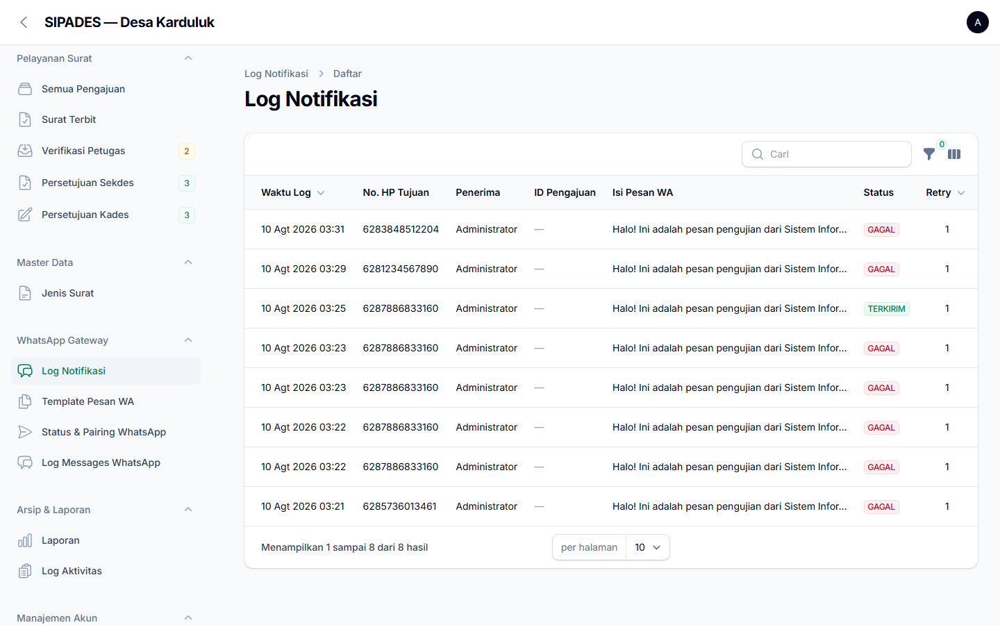 SIPADES — Desa Karduluk
A
Pelayanan Surat
Semua Pengajuan
Surat Terbit
Verifikasi Petugas 2
Persetujuan Sekdes 3
Persetujuan Kades 3
Master Data
Jenis Surat
WhatsApp Gateway
Log Notifikasi
Template Pesan WA
Status & Pairing WhatsApp
Log Messages WhatsApp
Arsip & Laporan
Laporan
Log Aktivitas
Manajemen Akun
Log Notifikasi > Daftar
Log Notifikasi
Cari 0
Waktu Log No. HP Tujuan Penerima ID Pengajuan Isi Pesan WA Status Retry
10 Agt 2026 03:31 6283848512204 Administrator — Halo! Ini adalah pesan pengujian dari Sistem Infor... GAGAL 1
10 Agt 2026 03:29 6281234567890 Administrator — Halo! Ini adalah pesan pengujian dari Sistem Infor... GAGAL 1
10 Agt 2026 03:25 6287886833160 Administrator — Halo! Ini adalah pesan pengujian dari Sistem Infor... TERKIRIM 1
10 Agt 2026 03:23 6287886833160 Administrator — Halo! Ini adalah pesan pengujian dari Sistem Infor... GAGAL 1
10 Agt 2026 03:23 6287886833160 Administrator — Halo! Ini adalah pesan pengujian dari Sistem Infor... GAGAL 1
10 Agt 2026 03:22 6287886833160 Administrator — Halo! Ini adalah pesan pengujian dari Sistem Infor... GAGAL 1
10 Agt 2026 03:22 6287886833160 Administrator — Halo! Ini adalah pesan pengujian dari Sistem Infor... GAGAL 1
10 Agt 2026 03:21 6285736013461 Administrator — Halo! Ini adalah pesan pengujian dari Sistem Infor... GAGAL 1
Menampilkan 1 sampai 8 dari 8 hasil per halaman 10